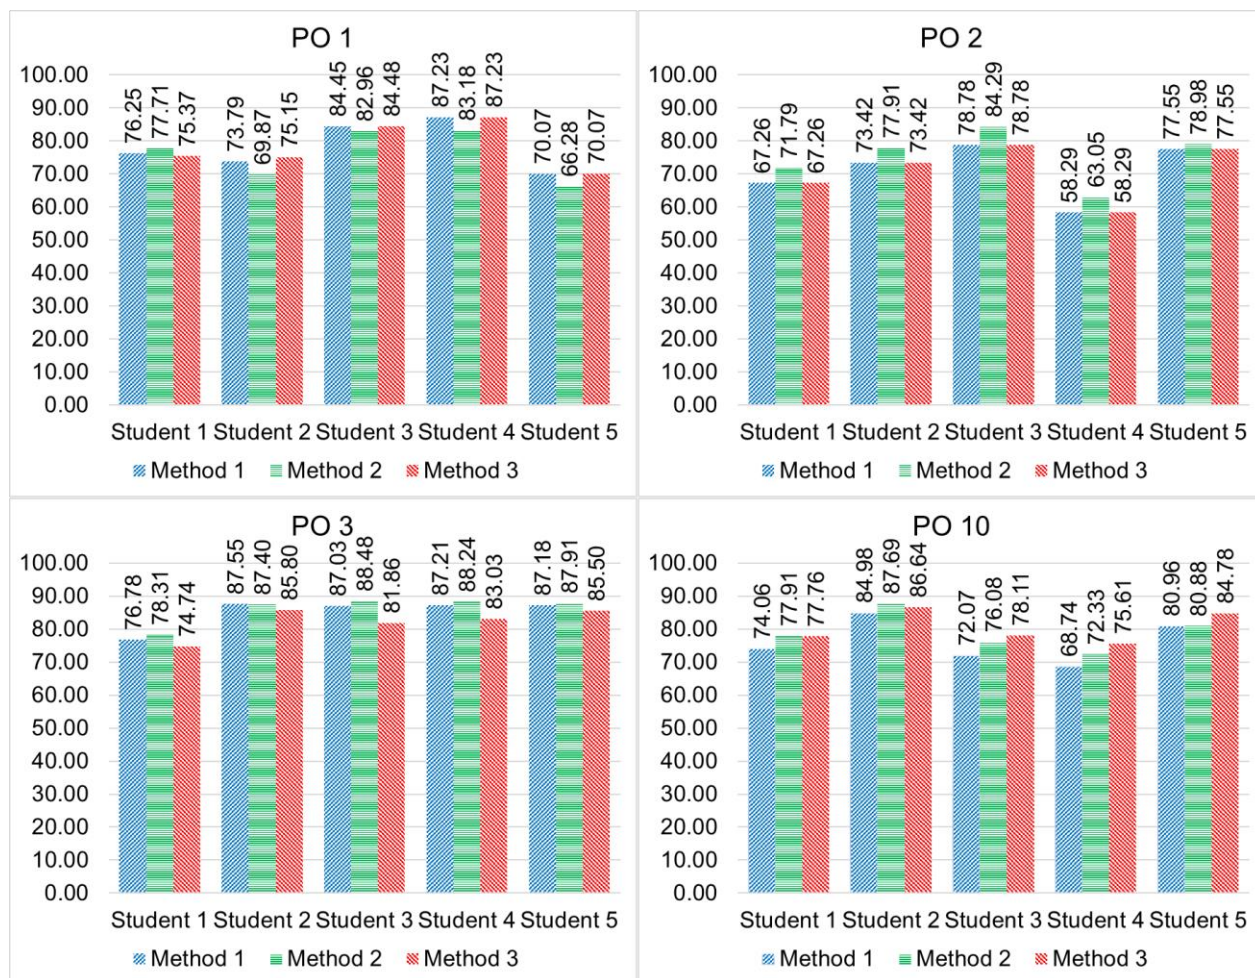 PO 1
76.25 77.71 75.37 73.79 69.87 75.15 84.45 82.96 84.48 87.23 83.18 87.23 70.07 66.28 70.07
100.00
90.00
80.00
70.00
60.00
50.00
40.00
30.00
20.00
10.00
0.00
Student 1 Student 2 Student 3 Student 4 Student 5
Method 1 Method 2 Method 3
PO 2
67.26 71.79 67.26 73.42 77.91 73.42 78.78 84.29 78.78 58.29 63.05 58.29 77.55 78.98 77.55
100.00
90.00
80.00
70.00
60.00
50.00
40.00
30.00
20.00
10.00
0.00
Student 1 Student 2 Student 3 Student 4 Student 5
Method 1 Method 2 Method 3
PO 3
76.78 78.31 74.74 87.55 87.40 85.80 87.03 88.48 81.86 87.21 88.24 83.03 87.18 87.91 85.50
100.00
90.00
80.00
70.00
60.00
50.00
40.00
30.00
20.00
10.00
0.00
Student 1 Student 2 Student 3 Student 4 Student 5
Method 1 Method 2 Method 3
PO 10
74.06 77.91 77.76 84.98 87.69 86.64 72.07 76.08 78.11 68.74 72.33 75.61 80.96 80.88 84.78
100.00
90.00
80.00
70.00
60.00
50.00
40.00
30.00
20.00
10.00
0.00
Student 1 Student 2 Student 3 Student 4 Student 5
Method 1 Method 2 Method 3